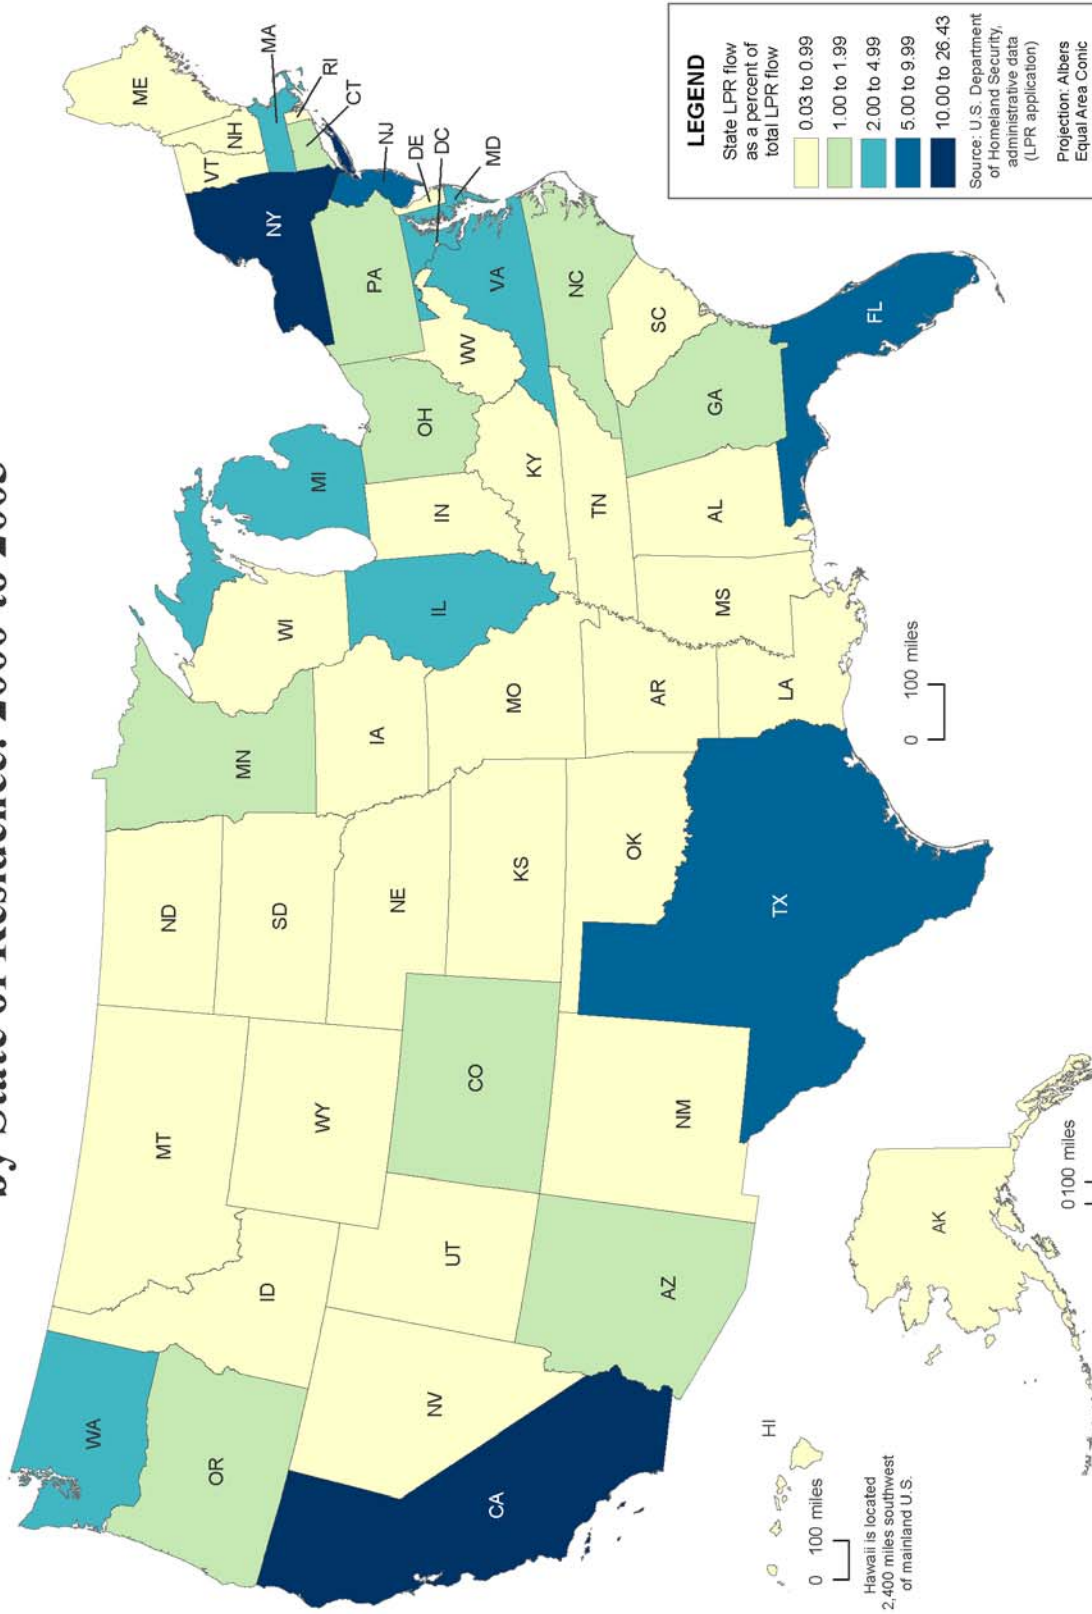 by State of Residence: 2000 to
WA
MT
ND
MN
ME
VT
NH
MA
RI
CT
OR
ID
WY
SD
WI
MI
NY
NJ
DE
DC
MD
NV
UT
CO
NE
IA
IL
IN
OH
PA
WV
VA
CA
AZ
NM
KS
MO
KY
NC
OK
AR
TN
SC
TX
LA
MS
AL
GA
FL
HI
0 100 miles
Hawaii is located
2,400 miles southwest
of mainland U.S.
AK
0100 miles
0 100 miles
LEGEND
State LPR flow
as a percent of
total LPR flow
0.03 to 0.99
1.00 to 1.99
2.00 to 4.99
5.00 to 9.99
10.00 to 26.43
Source: U.S. Department
of Homeland Security,
administrative data
(LPR application)
Projection: Albers
Equal Area Conic